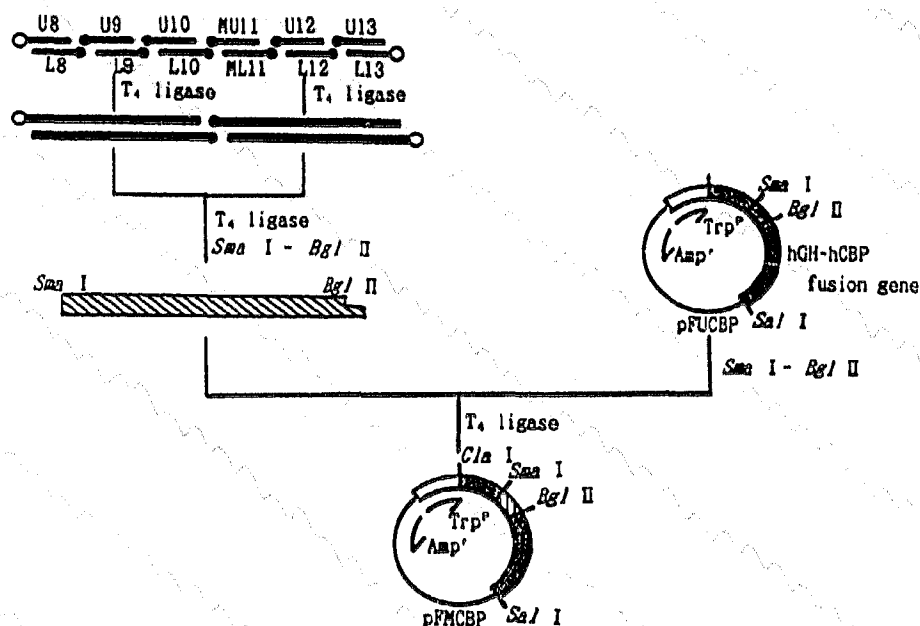 U8 U9 U10 MU11 U12 U13
L8 L9 L10 ML11 L12 L13
T₄ ligase T₄ ligase
T₄ ligase
Sma I - Bgl II
Sma I Bgl II
Sma I
Bgl II
Trpᴾ
Ampʳ
hGH-hCBP
fusion gene
Sal I
pFUCBP
Sma I - Bgl II
T₄ ligase
Cla I
Sma I
Bgl II
Trpᴾ
Ampʳ
Sal I
pFMCBP